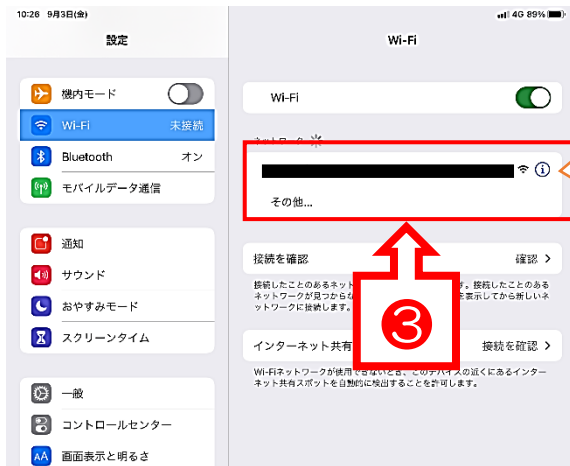 10:26 9月3日(金)
4G 89%
設定
Wi-Fi
機内モード
Wi-Fi
未接続
Bluetooth
オン
モバイルデータ通信
通知
サウンド
おやすみモード
スクリーンタイム
一般
コントロールセンター
画面表示と明るさ
AA
Wi-Fi
ネットワーク
その他...
接続を確認
確認
接続したことのあるネット
す。接続したことのある
ネットワークが見つからな
を表示してから新しいネ
ットワークに接続します。
3
インターネット共有
接続を確認
Wi-Fiネットワークが使用できないとき、このデバイスの近くにあるインター
ネット共有スポットを自動的に検出することを許可します。